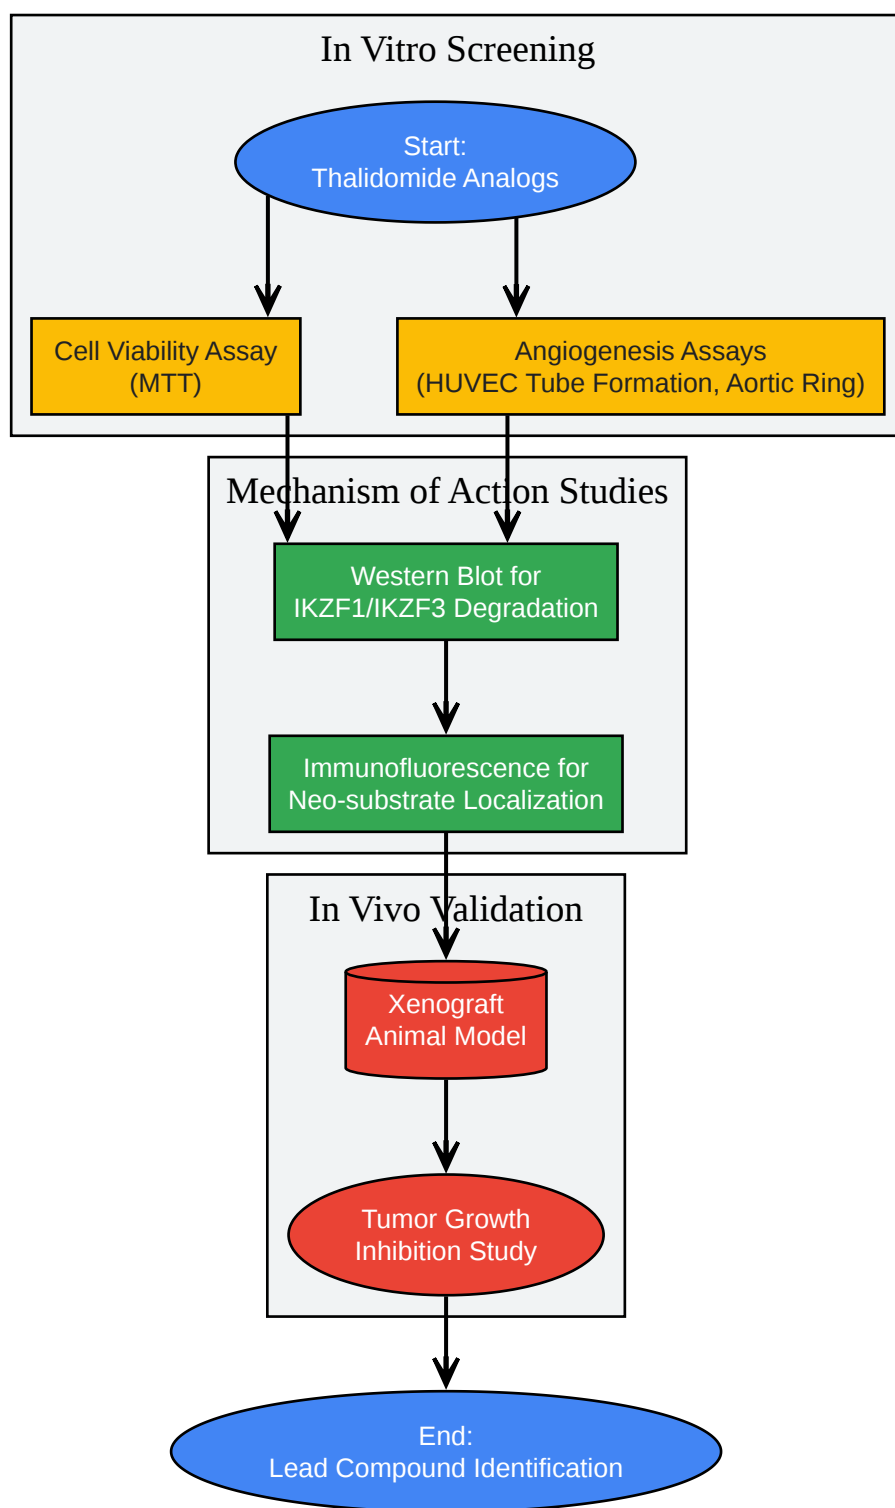 In Vitro Screening
Start:
Thalidomide Analogs
Cell Viability Assay
(MTT)
Angiogenesis Assays
(HUVEC Tube Formation, Aortic Ring)
Mechanism of Action Studies
Western Blot for
IKZF1/IKZF3 Degradation
Immunofluorescence for
Neo-substrate Localization
In Vivo Validation
Xenograft
Animal Model
Tumor Growth
Inhibition Study
End:
Lead Compound Identification